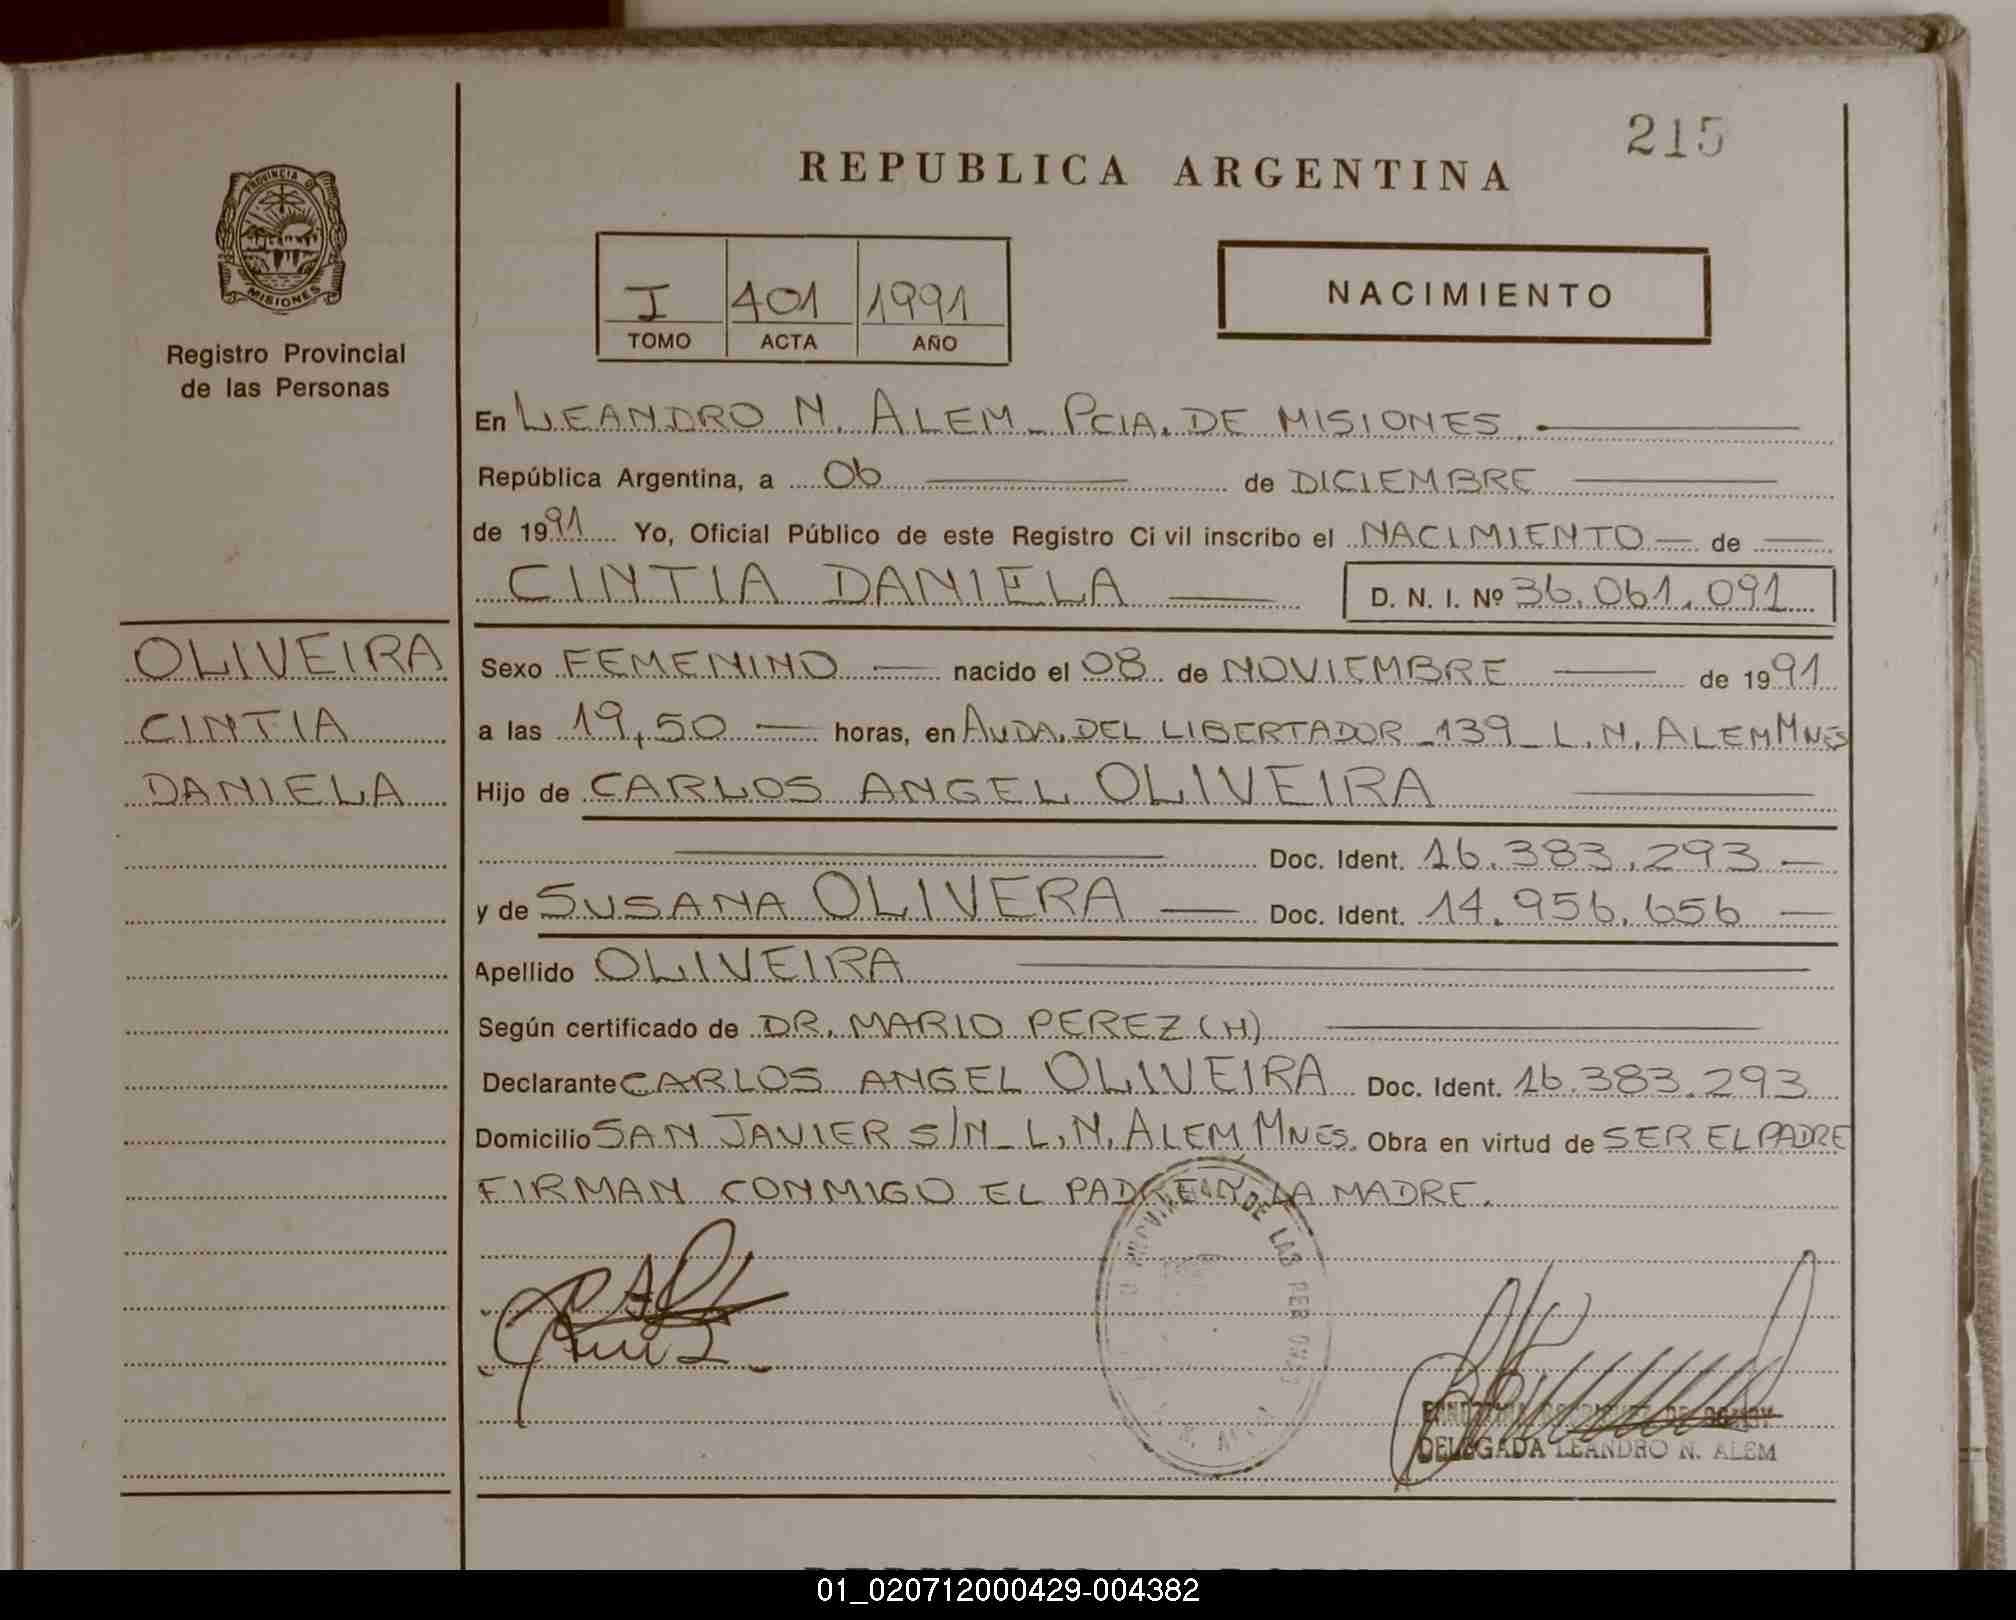 215
REPUBLICA ARGENTINA
PROVINCIA DE
MISIONES
Registro Provincial
de las Personas
I 401 1991
TOMO ACTA AÑO
NACIMIENTO
En LEANDRO N. ALEM - PCIA. DE MISIONES
República Argentina, a 06 de DICIEMBRE
de 1991 Yo, Oficial Público de este Registro Ci vil inscribo el NACIMIENTO de
CINTIA DANIELA D. N. I. Nº 36.061.091
OLIVEIRA
CINTIA
DANIELA
Sexo FEMENINO nacido el 08 de NOVIEMBRE de 1991
a las 19,50 horas, en AVDA. DEL LIBERTADOR - 139 - L. N. ALEM MNES
Hijo de CARLOS ANGEL OLIVEIRA
Doc. Ident. 16.383.293
y de SUSANA OLIVERA Doc. Ident. 14.956.656
Apellido OLIVEIRA
Según certificado de DR. MARIO PEREZ (H)
Declarante CARLOS ANGEL OLIVEIRA Doc. Ident. 16.383.293
Domicilio SAN JAVIER S/N - L. N. ALEM MNES. Obra en virtud de SER EL PADRE
FIRMAN CONMIGO EL PADRE Y LA MADRE.
DE LAS
DELEGADA LEANDRO N. ALEM
01_020712000429-004382